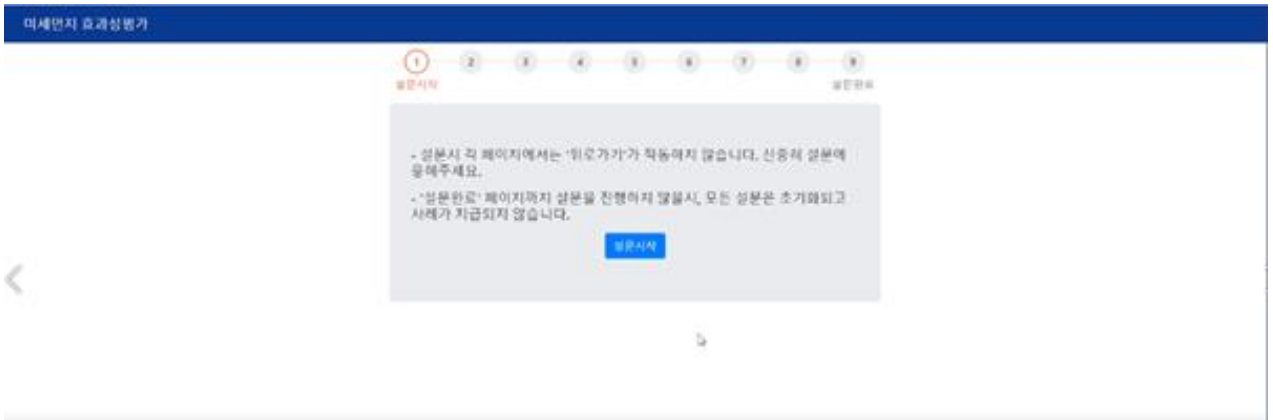 미세먼지 효과성평가
1 2 3 4 5 6 7 8 9
설문시작
설문완료
- 설문시 각 페이지에서는 '뒤로가기'가 작동하지 않습니다. 신중히 설문에
응해주세요.
- '설문완료' 페이지까지 설문을 진행하지 않을시, 모든 설문은 초기화되고
사례가 지급되지 않습니다.
설문시작